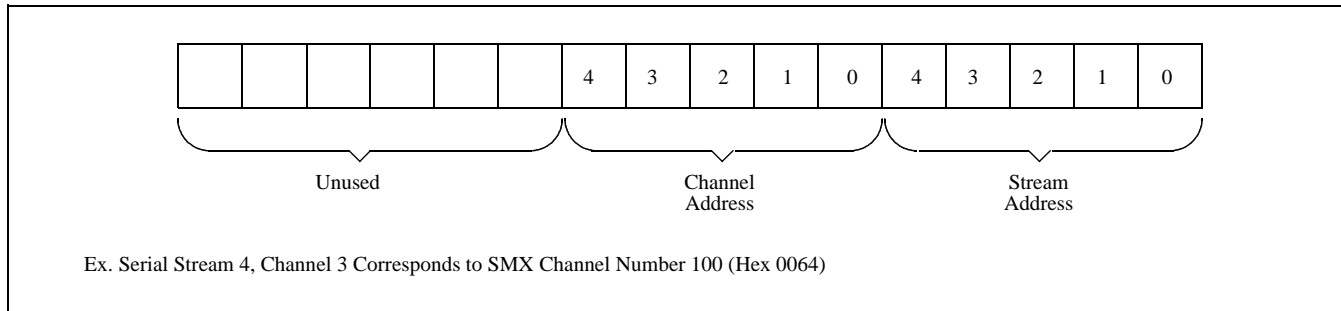 4 3 2 1 0 4 3 2 1 0
Unused
Channel
Address
Stream
Address
Ex. Serial Stream 4, Channel 3 Corresponds to SMX Channel Number 100 (Hex 0064)